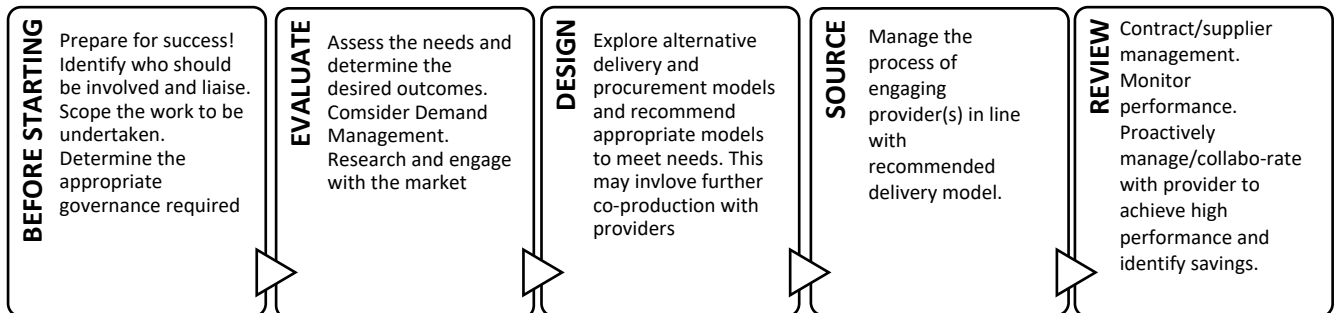 BEFORE STARTING
Prepare for success!
Identify who should
be involved and liaise.
Scope the work to be
undertaken.
Determine the
appropriate
governance required
EVALUATE
Assess the needs and
determine the
desired outcomes.
Comsider Demand
Management.
Research and engage
with the market
DESIGN
Explore alternative
delivery and
procurement models
and recommend
appropriate models
to meet needs. This
may invlove further
co-production with
providers
SOURCE
Manage the
process of
engaging
provider(s) in line
with
recommended
delivery model.
REVIEW
Contract/supplier
management.
Monitor
performance.
Proactively
manage/collabo-rate
with provider to
achieve high
performance and
identify savings.